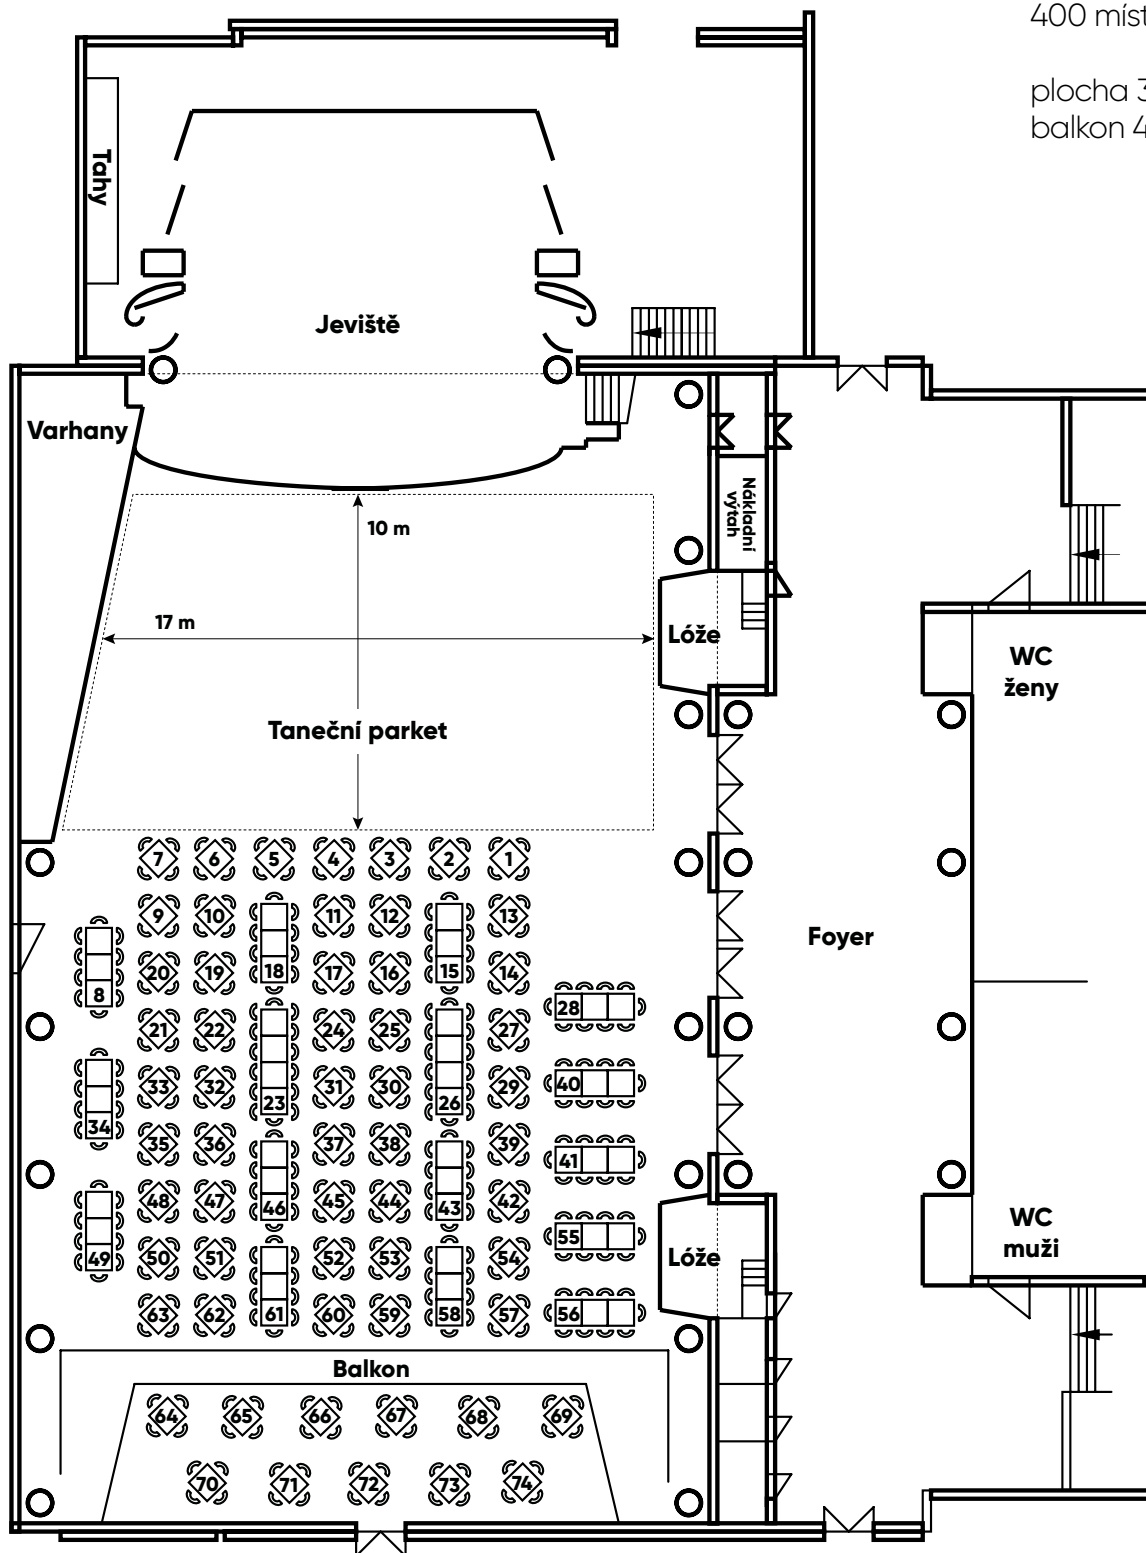 400 míst
plocha 3
balkon 4
Tahy
Jeviště
Varhany
10 m
Nákladní
výtah
17 m
Lóže
WC
ženy
Taneční parket
7 6 5 4 3 2 1
9 10 11 12 13
20 19 18 17 16 15 14
8
Foyer
28
21 22 24 25 27
33 32 23 31 30 26 29
40
34
35 36 37 38 39
41
48 47 46 45 44 43 42
WC
muži
55
49
50 51 52 53 54
Lóže
63 62 61 60 59 58 57
56
Balkon
64 65 66 67 68 69
70 71 72 73 74